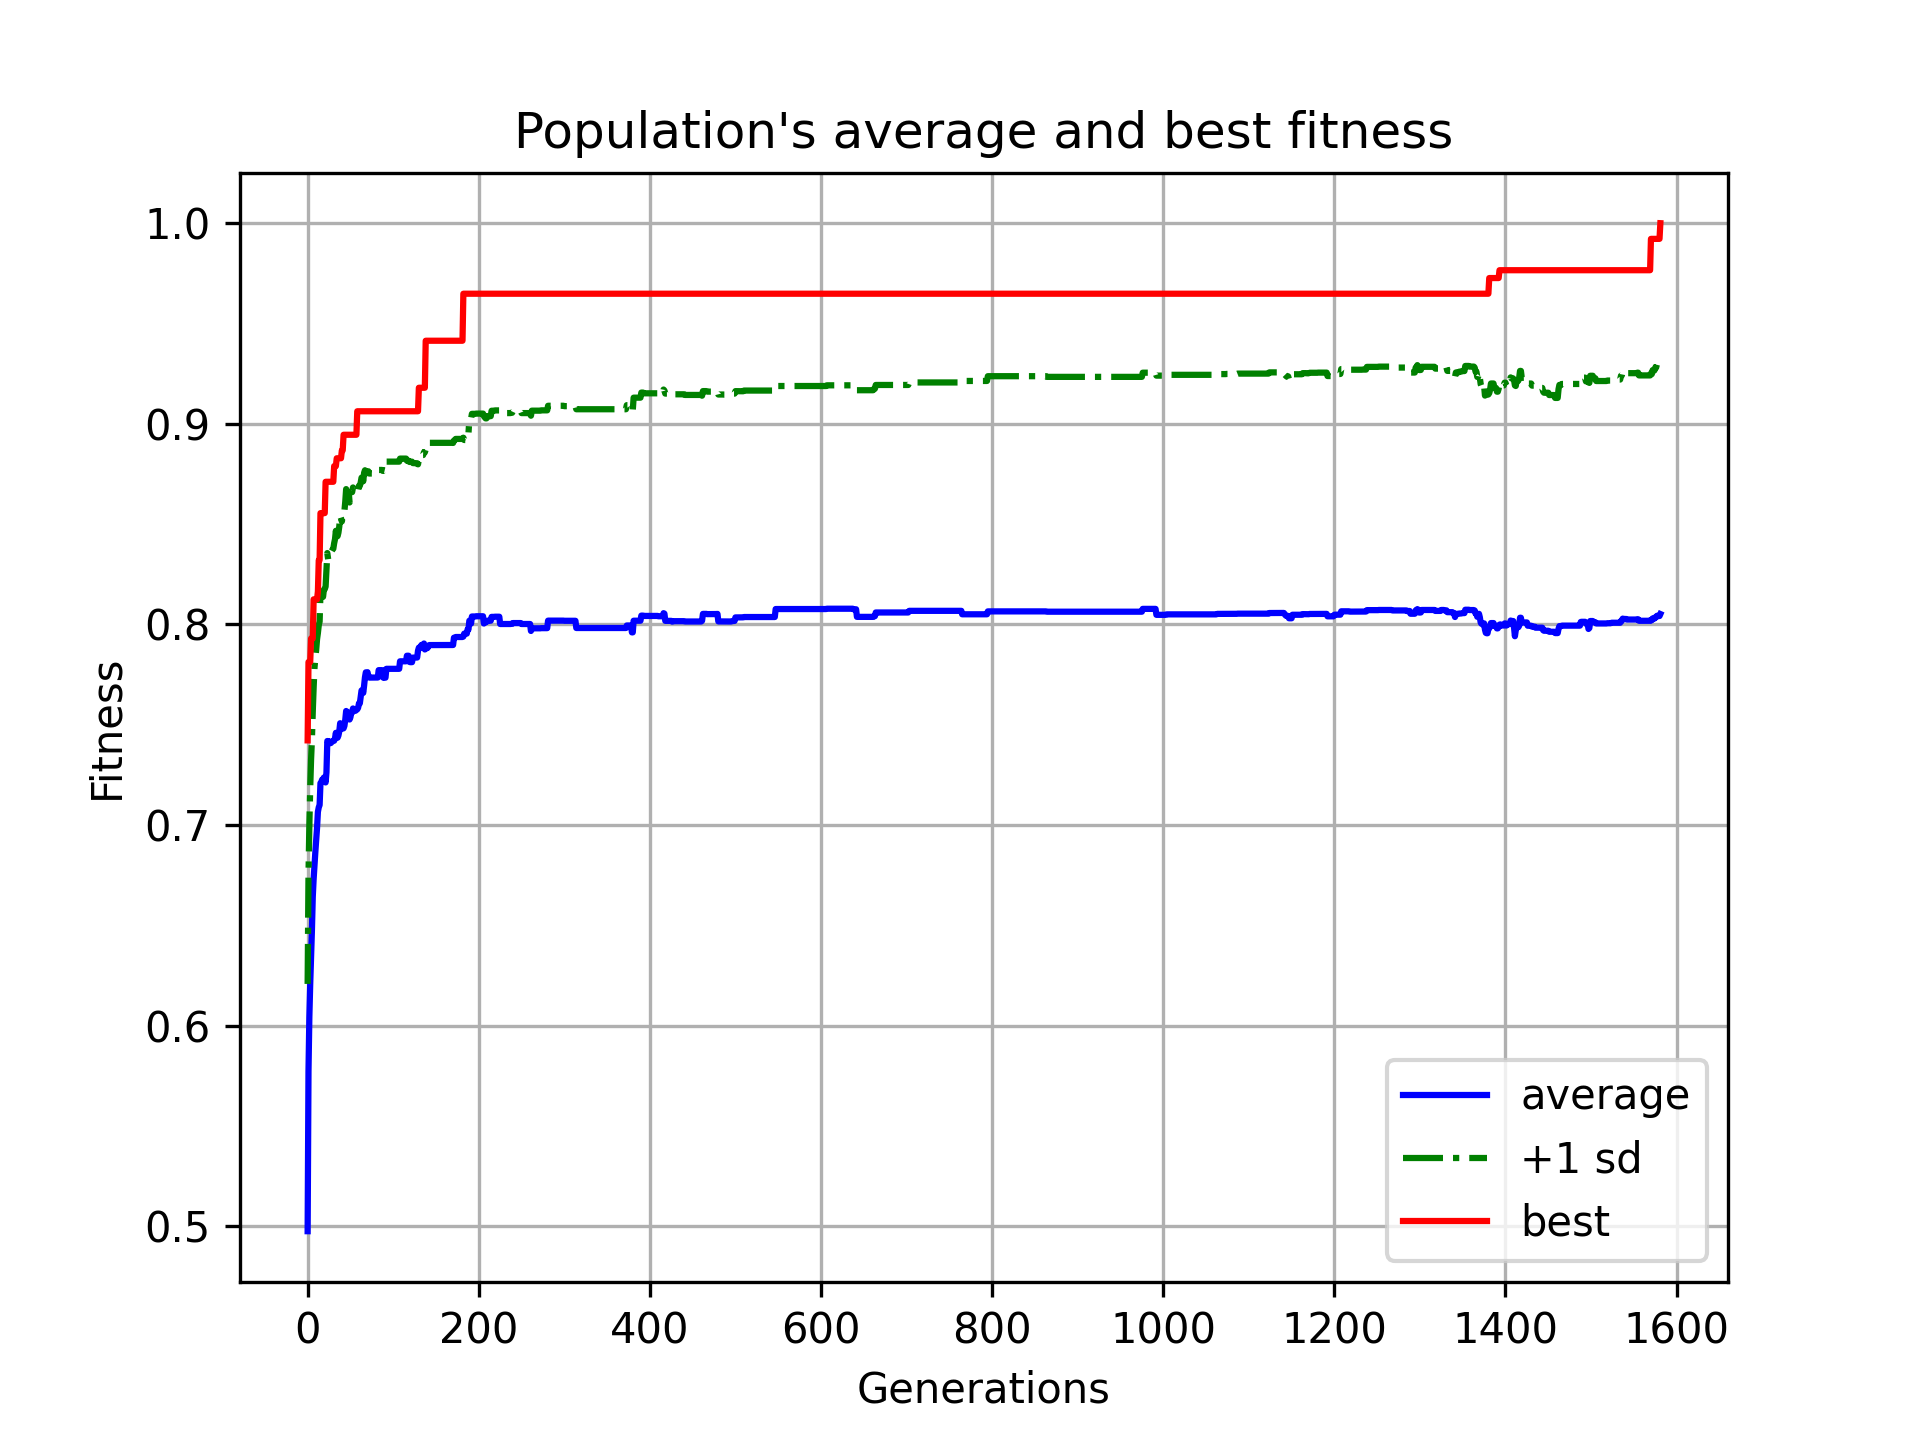 Population's average and best fitness
1.0
0.9
0.8
0.7
0.6
0.5
Fitness
average
+1 sd
best
0 200 400 600 800 1000 1200 1400 1600
Generations